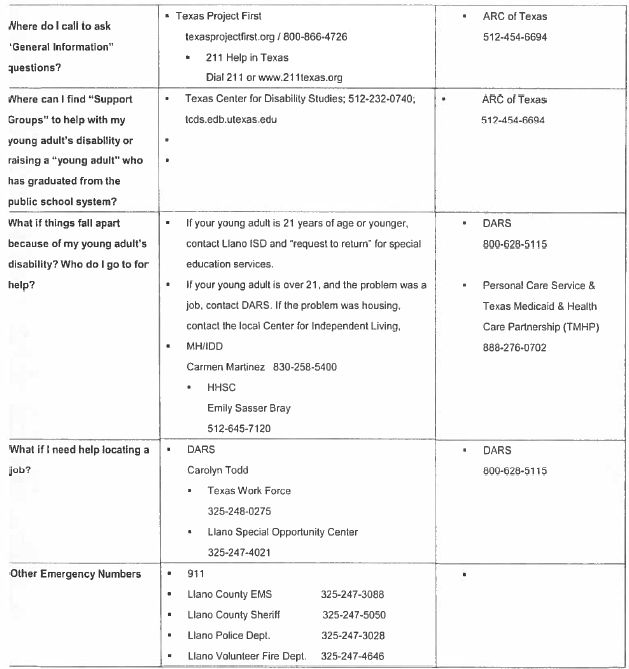 Where do I call to ask
"General Information"
questions?
Texas Project First
texasprojectfirst.org / 800-866-4726
211 Help in Texas
Dial 211 or www.211texas.org
ARC of Texas
512-454-6694
Where can I find "Support
Groups" to help with my
young adult's disability or
raising a "young adult" who
has graduated from the
public school system?
Texas Center for Disability Studies; 512-232-0740;
tcds.edb.utexas.edu
ARC of Texas
512-454-6694
What if things fall apart
because of my young adult's
disability? Who do I go to for
help?
If your young adult is 21 years of age or younger,
contact Llano ISD and "request to return" for special
education services.
If your young adult is over 21, and the problem was a
job, contact DARS. If the problem was housing,
contact the local Center for Independent Living,
MH/IDD
Carmen Martinez 830-258-5400
HHSC
Emily Sasser Bray
512-645-7120
DARS
800-628-5115
Personal Care Service &
Texas Medicaid & Health
Care Partnership (TMHP)
888-276-0702
What if I need help locating a
job?
DARS
Carolyn Todd
Texas Work Force
325-248-0275
Llano Special Opportunity Center
325-247-4021
DARS
800-628-5115
Other Emergency Numbers
911
Llano County EMS 325-247-3088
Llano County Sheriff 325-247-5050
Llano Police Dept. 325-247-3028
Llano Volunteer Fire Dept. 325-247-4646